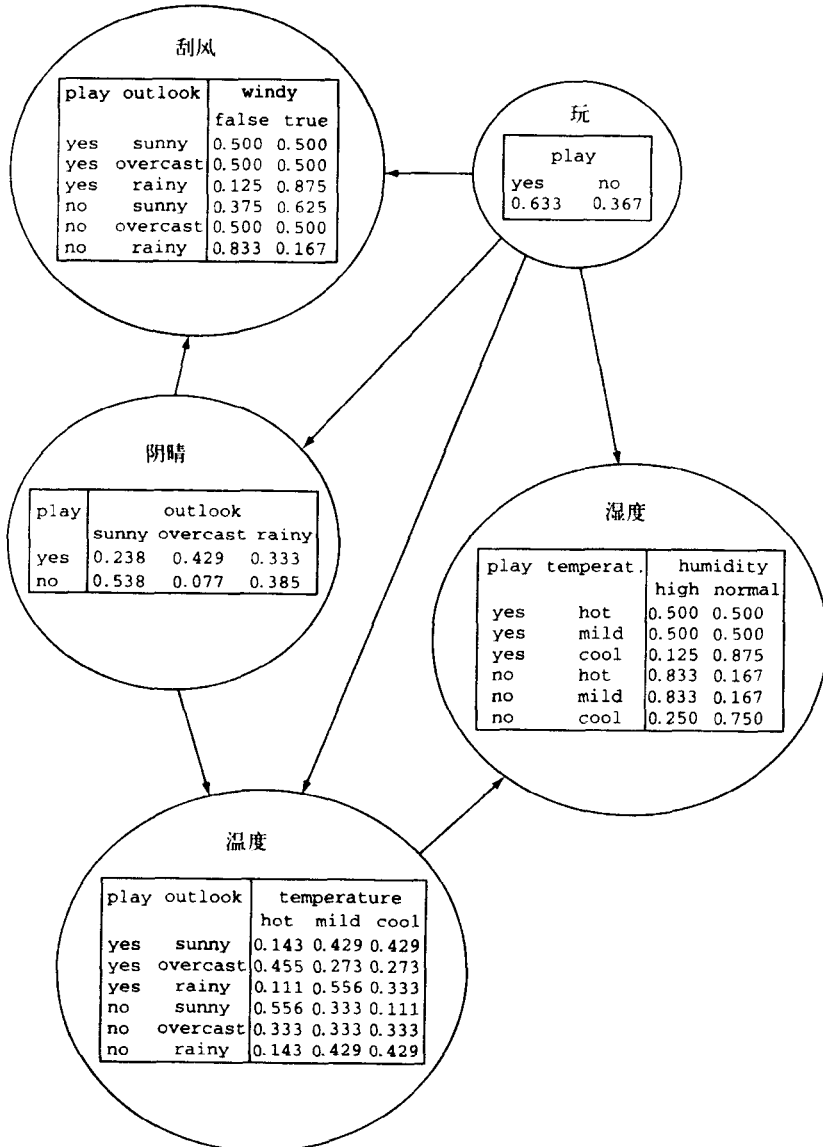 刮风
play outlook windy
false true
yes sunny 0.500 0.500
yes overcast 0.500 0.500
yes rainy 0.125 0.875
no sunny 0.375 0.625
no overcast 0.500 0.500
no rainy 0.833 0.167
玩
play
yes no
0.633 0.367
阴晴
play outlook
sunny overcast rainy
yes 0.238 0.429 0.333
no 0.538 0.077 0.385
湿度
play temperat. humidity
high normal
yes hot 0.500 0.500
yes mild 0.500 0.500
yes cool 0.125 0.875
no hot 0.833 0.167
no mild 0.833 0.167
no cool 0.250 0.750
温度
play outlook temperature
hot mild cool
yes sunny 0.143 0.429 0.429
yes overcast 0.455 0.273 0.273
yes rainy 0.111 0.556 0.333
no sunny 0.556 0.333 0.111
no overcast 0.333 0.333 0.333
no rainy 0.143 0.429 0.429